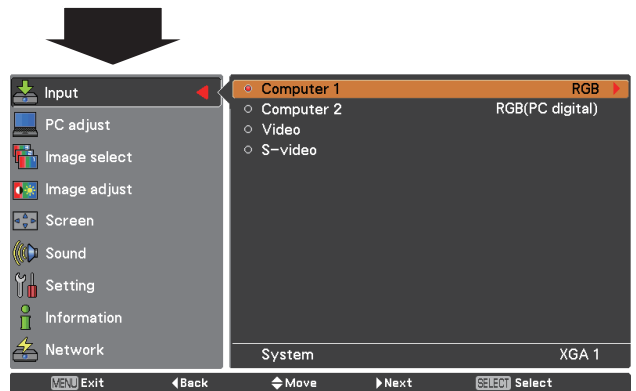 Input
PC adjust
Image select
Image adjust
Screen
Sound
Setting
Information
Network
Computer 1 RGB
Computer 2 RGB(PC digital)
Video
S-video
System XGA 1
MENU Exit Back Move Next SELECT Select